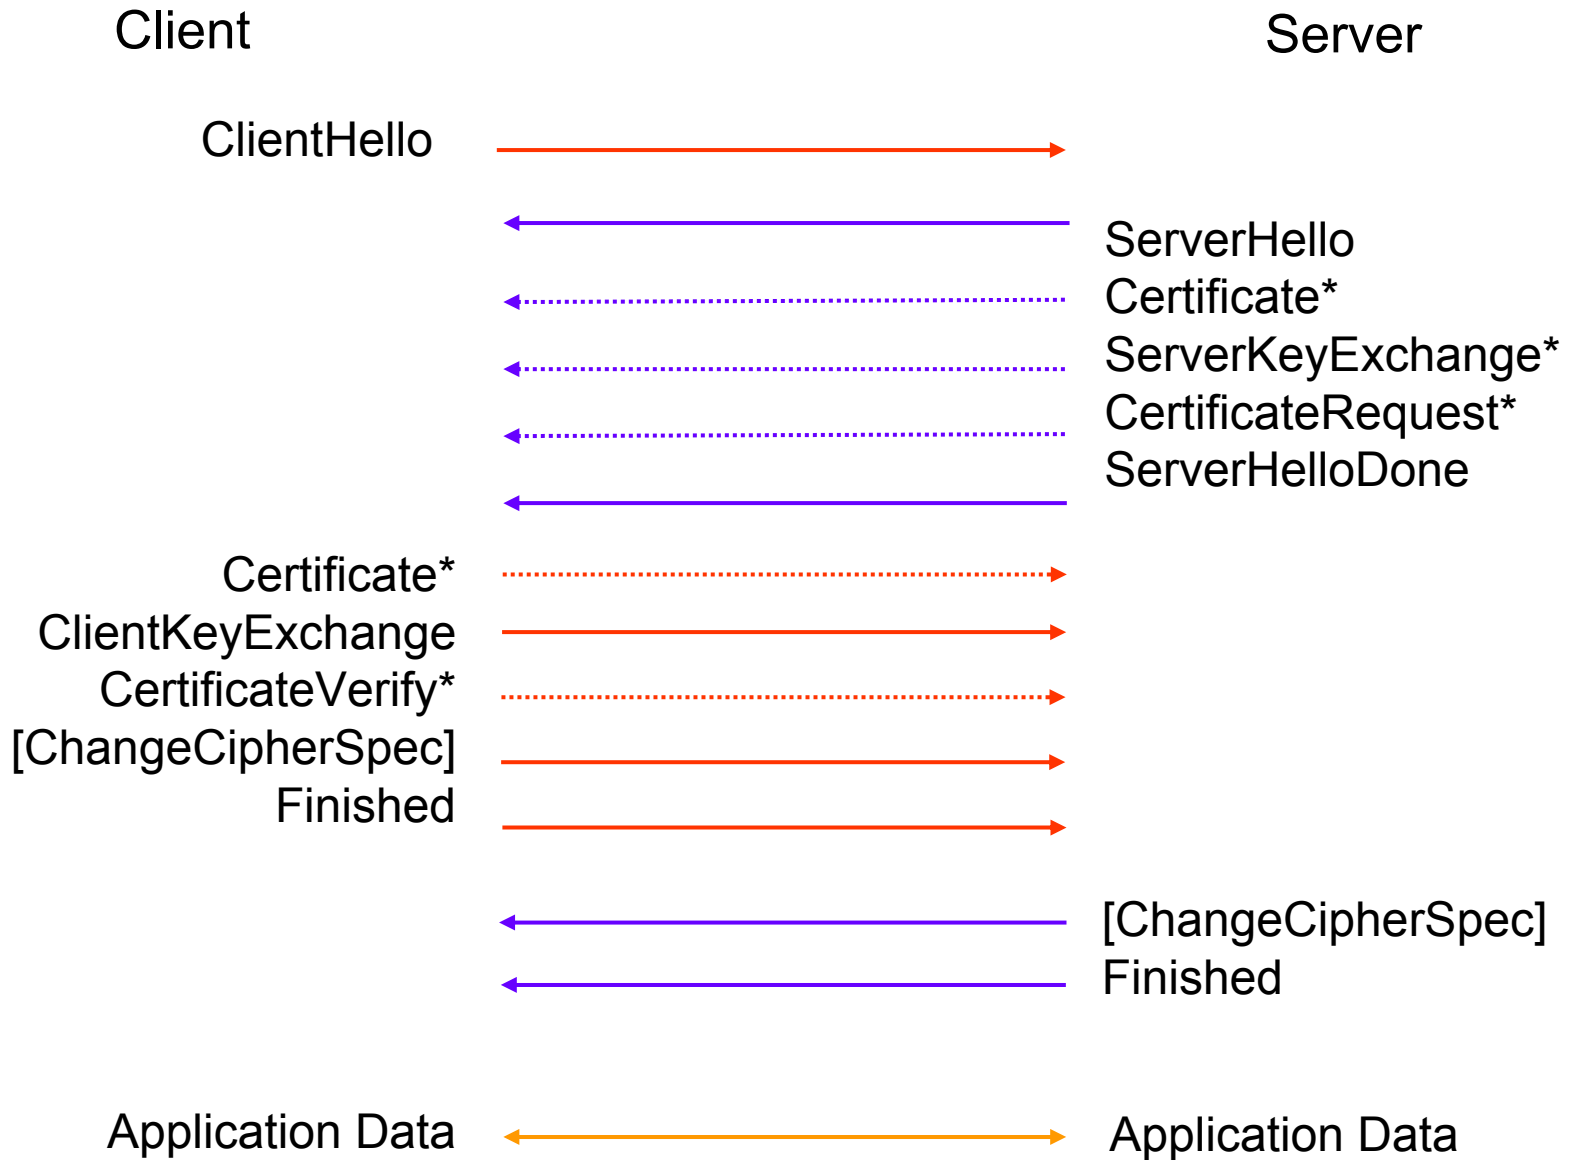 Client
Server
ClientHello
ServerHello
Certificate*
ServerKeyExchange*
CertificateRequest*
ServerHelloDone
Certificate*
ClientKeyExchange
CertificateVerify*
[ChangeCipherSpec]
Finished
[ChangeCipherSpec]
Finished
Application Data
Application Data